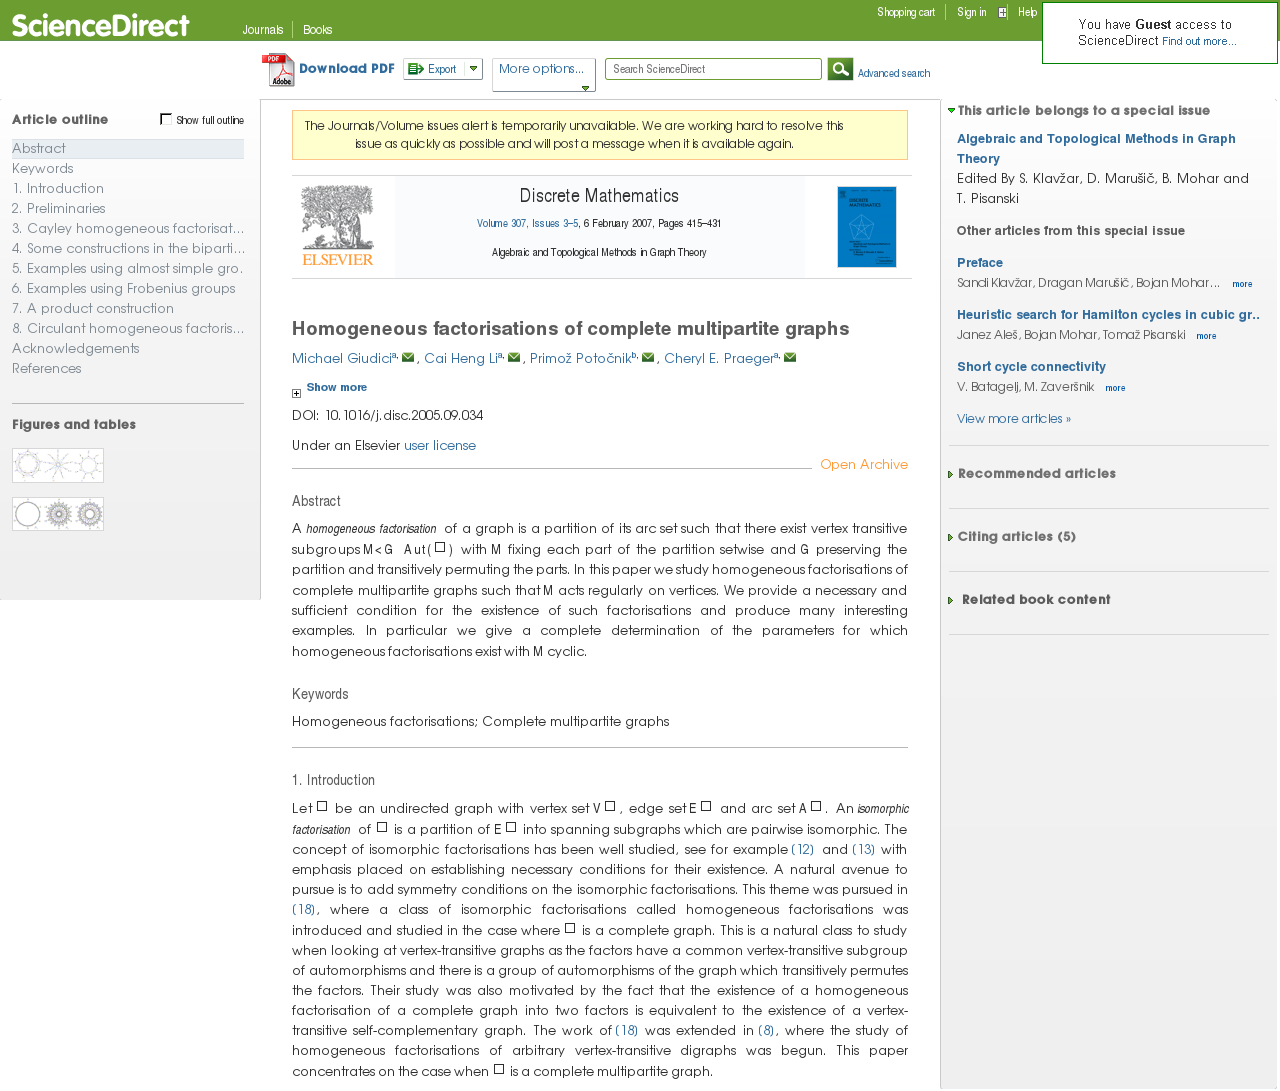 ScienceDirect
Journals
Books
Shopping cart
Sign in
Help
You have Guest access to
ScienceDirect Find out more...
Download PDF
Export
More options...
Search ScienceDirect
Advanced search
Article outline
Show full outline
Abstract
Keywords
1. Introduction
2. Preliminaries
3. Cayley homogeneous factorisat...
4. Some constructions in the biparti...
5. Examples using almost simple gro.
6. Examples using Frobenius groups
7. A product construction
8. Circulant homogeneous factoris...
Acknowledgements
References
Figures and tables
The Journals/Volume issues alert is temporarily unavailable. We are working hard to resolve this
issue as quickly as possible and will post a message when it is available again.
ELSEVIER
Discrete Mathematics
Volume 307, Issues 3–5, 6 February 2007, Pages 415–431
Algebraic and Topological Methods in Graph Theory
DISCRETE MATHEMATICS
Homogeneous factorisations of complete multipartite graphs
Michael Giudici a, , Cai Heng Li a, , Primož Potočnik b, , Cheryl E. Praeger a,
Show more
DOI: 10.1016/j.disc.2005.09.034
Under an Elsevier user license
Open Archive
Abstract
A homogeneous factorisation of a graph is a partition of its arc set such that there exist vertex transitive
subgroups M<G Aut(□) with M fixing each part of the partition setwise and G preserving the
partition and transitively permuting the parts. In this paper we study homogeneous factorisations of
complete multipartite graphs such that M acts regularly on vertices. We provide a necessary and
sufficient condition for the existence of such factorisations and produce many interesting
examples. In particular we give a complete determination of the parameters for which
homogeneous factorisations exist with M cyclic.
Keywords
Homogeneous factorisations; Complete multipartite graphs
1. Introduction
Let □ be an undirected graph with vertex set V□, edge set E□ and arc set A□. An isomorphic
factorisation of □ is a partition of E□ into spanning subgraphs which are pairwise isomorphic. The
concept of isomorphic factorisations has been well studied, see for example [12] and [13] with
emphasis placed on establishing necessary conditions for their existence. A natural avenue to
pursue is to add symmetry conditions on the isomorphic factorisations. This theme was pursued in
[18], where a class of isomorphic factorisations called homogeneous factorisations was
introduced and studied in the case where □ is a complete graph. This is a natural class to study
when looking at vertex-transitive graphs as the factors have a common vertex-transitive subgroup
of automorphisms and there is a group of automorphisms of the graph which transitively permutes
the factors. Their study was also motivated by the fact that the existence of a homogeneous
factorisation of a complete graph into two factors is equivalent to the existence of a vertex-
transitive self-complementary graph. The work of [18] was extended in [8], where the study of
homogeneous factorisations of arbitrary vertex-transitive digraphs was begun. This paper
concentrates on the case when □ is a complete multipartite graph.
This article belongs to a special issue
Algebraic and Topological Methods in Graph
Theory
Edited By S. Klavžar, D. Marušič, B. Mohar and
T. Pisanski
Other articles from this special issue
Preface
Sandi Klavžar, Dragan Marušič, Bojan Mohar... more
Heuristic search for Hamilton cycles in cubic gr..
Janez Aleš, Bojan Mohar, Tomaž Pisanski more
Short cycle connectivity
V. Batagelj, M. Zaveršnik more
View more articles »
Recommended articles
Citing articles (5)
Related book content